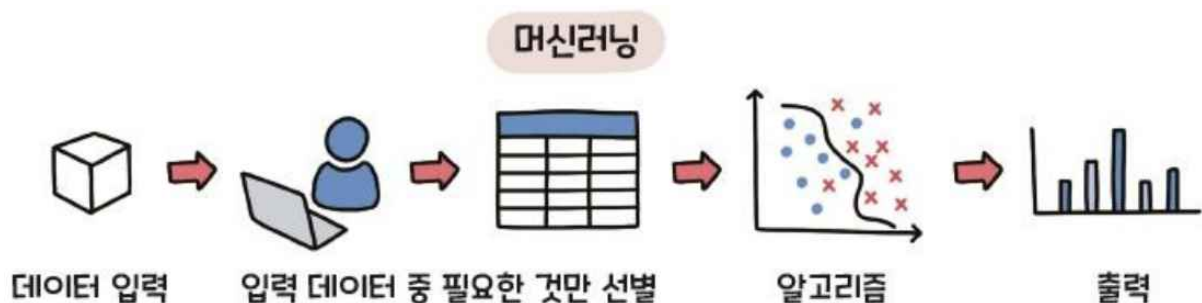 머신러닝
데이터 입력
입력 데이터 중 필요한 것만 선별
알고리즘
출력